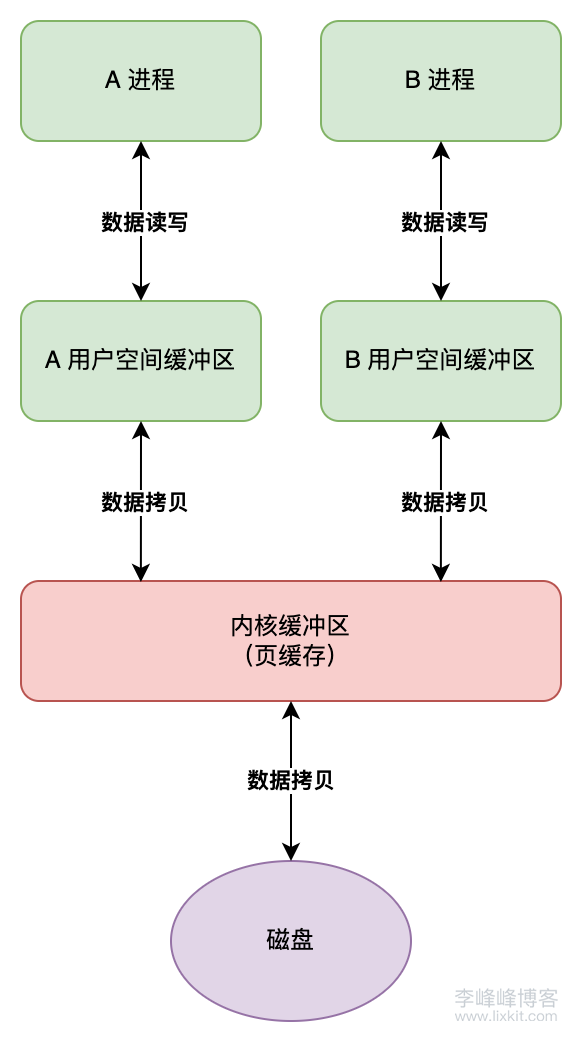 A 进程
B 进程
数据读写
数据读写
A 用户空间缓冲区
B 用户空间缓冲区
数据拷贝
数据拷贝
内核缓冲区
（页缓存）
数据拷贝
磁盘
李峰峰博客
www.lixkit.com